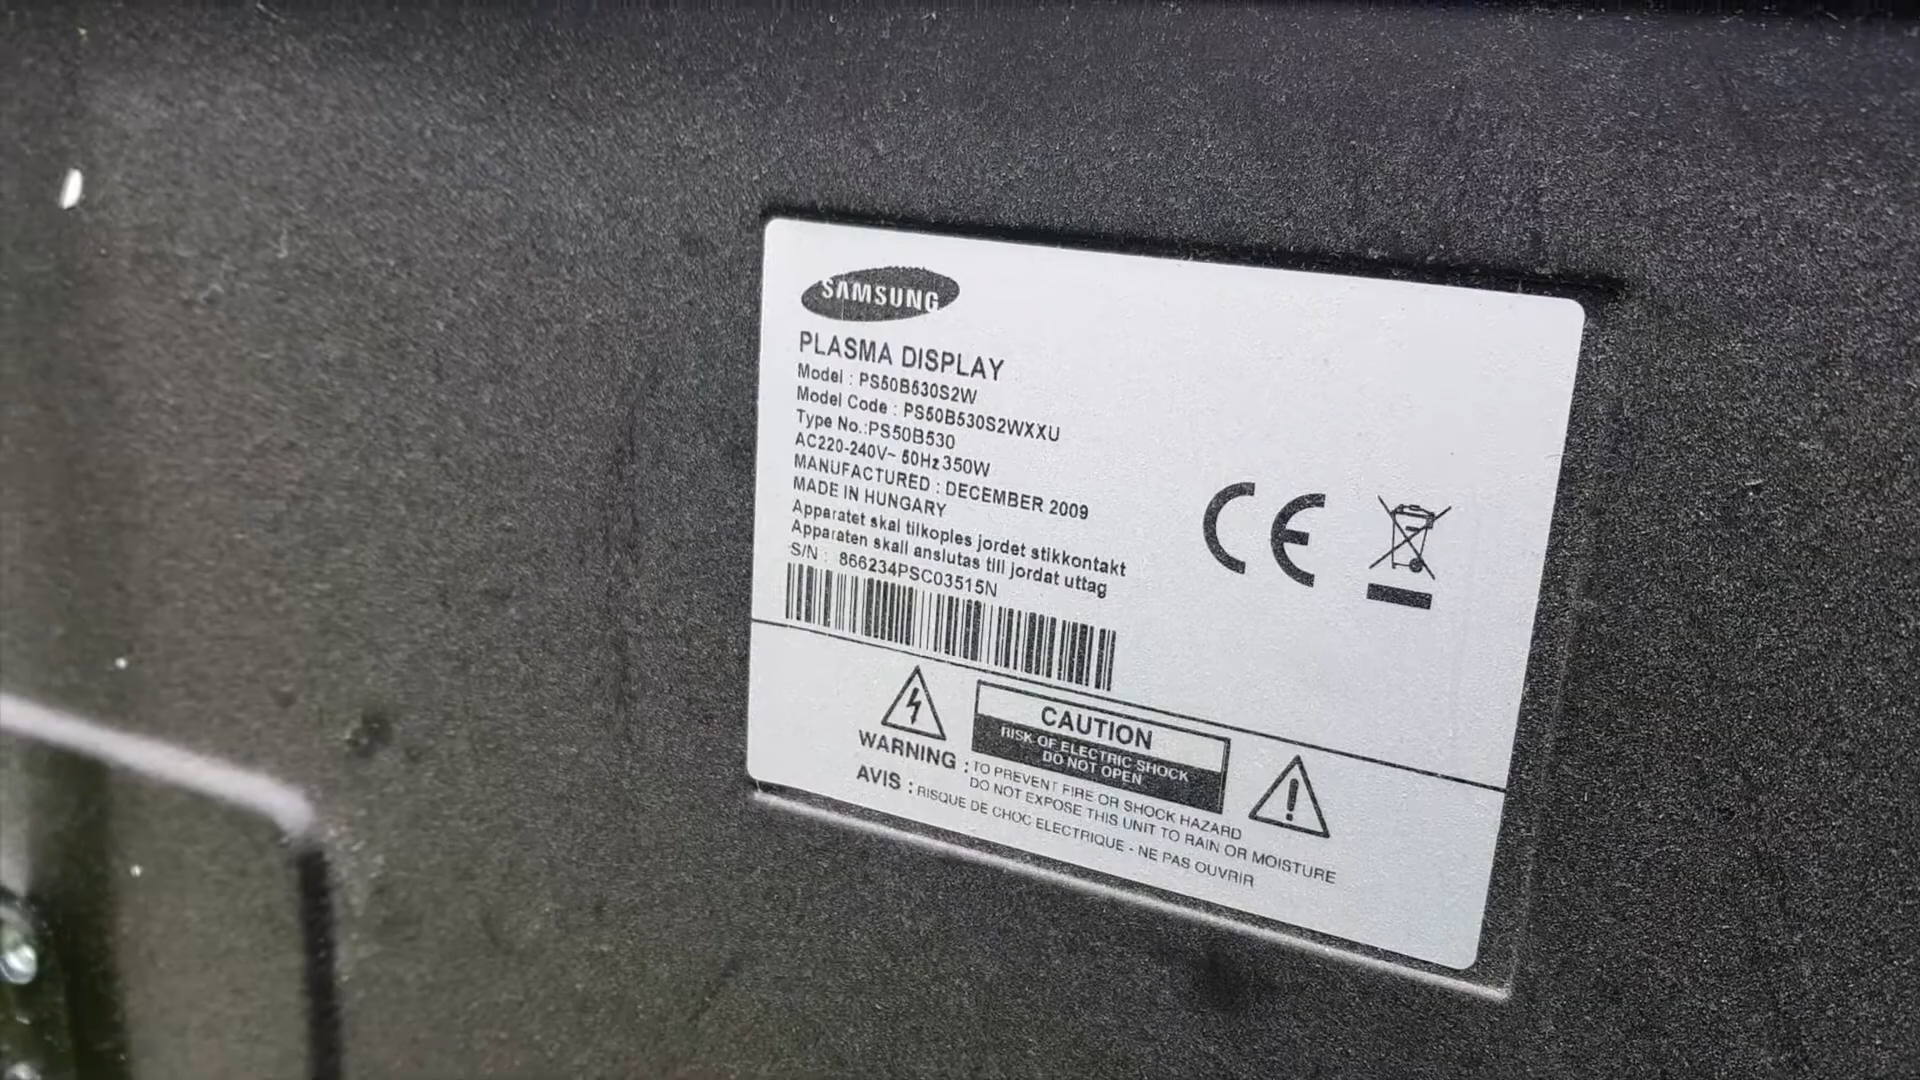 SAMSUNG
PLASMA DISPLAY
Model : PS50B530S2W
Model Code : PS50B530S2WXXU
Type No.:PS50B530
AC220-240V~ 50Hz 350W
MANUFACTURED : DECEMBER 2009
MADE IN HUNGARY
Apparatet skal tilkoples jordet stikkontakt
Apparaten skall anslutas till jordat uttag
S/N : 866234PSC03515N
CE
CAUTION
RISK OF ELECTRIC SHOCK
DO NOT OPEN
WARNING : TO PREVENT FIRE OR SHOCK HAZARD
DO NOT EXPOSE THIS UNIT TO RAIN OR MOISTURE
AVIS : RISQUE DE CHOC ELECTRIQUE - NE PAS OUVRIR